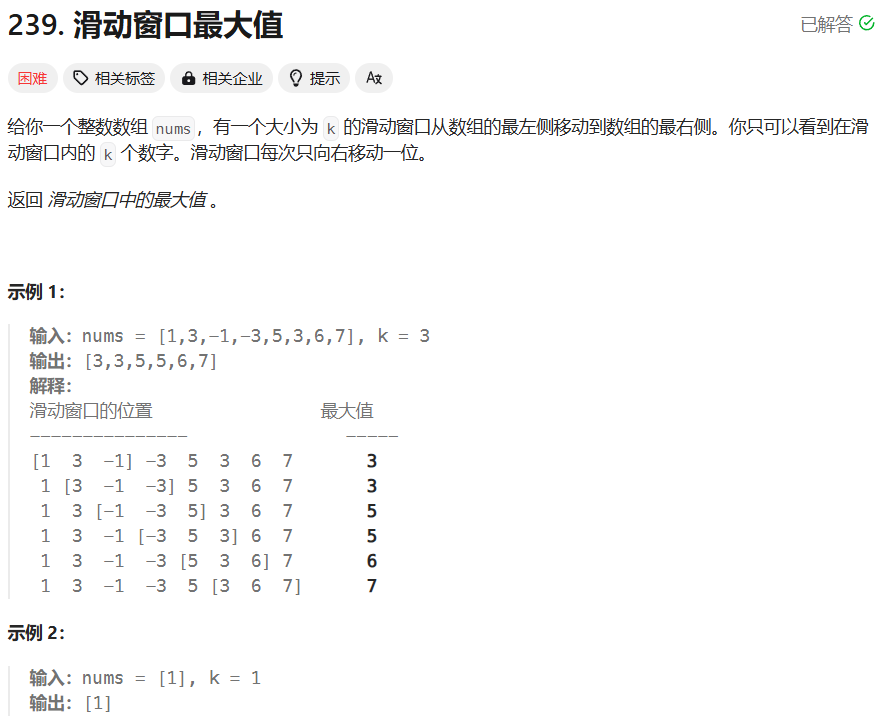 239. 滑动窗口最大值
已解答
困难 相关标签 相关企业 提示 Aあ
给你一个整数数组 nums，有一个大小为 k 的滑动窗口从数组的最左侧移动到数组的最右侧。你只可以看到在滑
动窗口内的 k 个数字。滑动窗口每次只向右移动一位。
返回 滑动窗口中的最大值 。
示例 1：
输入：nums = [1,3,-1,-3,5,3,6,7], k = 3
输出：[3,3,5,5,6,7]
解释：
滑动窗口的位置                最大值
---------------               -----
[1  3  -1] -3  5  3  6  7       3
 1 [3  -1  -3] 5  3  6  7       3
 1  3 [-1  -3  5] 3  6  7       5
 1  3  -1 [-3  5  3] 6  7       5
 1  3  -1  -3 [5  3  6] 7       6
 1  3  -1  -3  5 [3  6  7]      7
示例 2：
输入：nums = [1], k = 1
输出：[1]